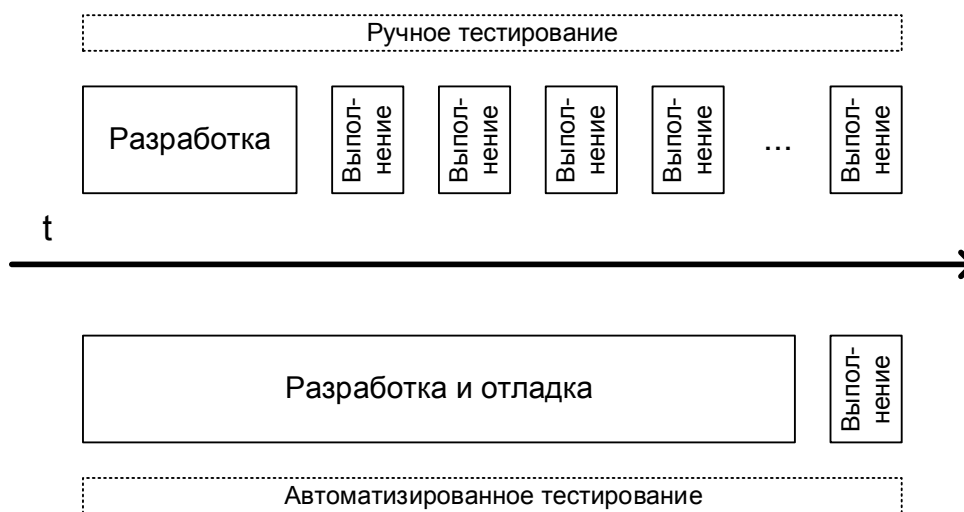 Ручное тестирование
Разработка
Выпол-
нение
Выпол-
нение
Выпол-
нение
Выпол-
нение
...
Выпол-
нение
t
Разработка и отладка
Выпол-
нение
Автоматизированное тестирование